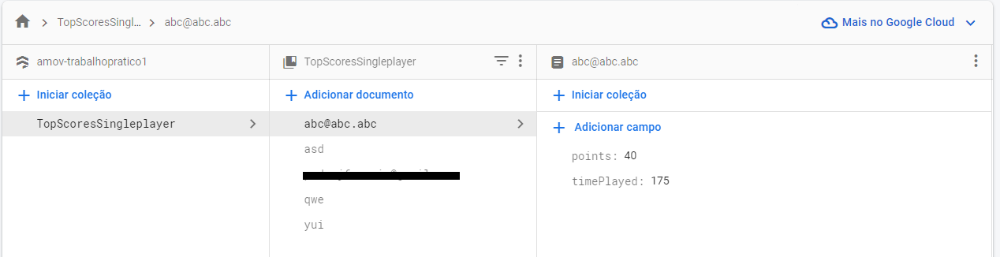 TopScoresSingl... > abc@abc.abc
Mais no Google Cloud
amov-trabalhopratico1
TopScoresSingleplayer
abc@abc.abc
Iniciar coleção
Adicionar documento
Iniciar coleção
TopScoresSingleplayer
abc@abc.abc
asd
qwe
yui
Adicionar campo
points: 40
timePlayed: 175